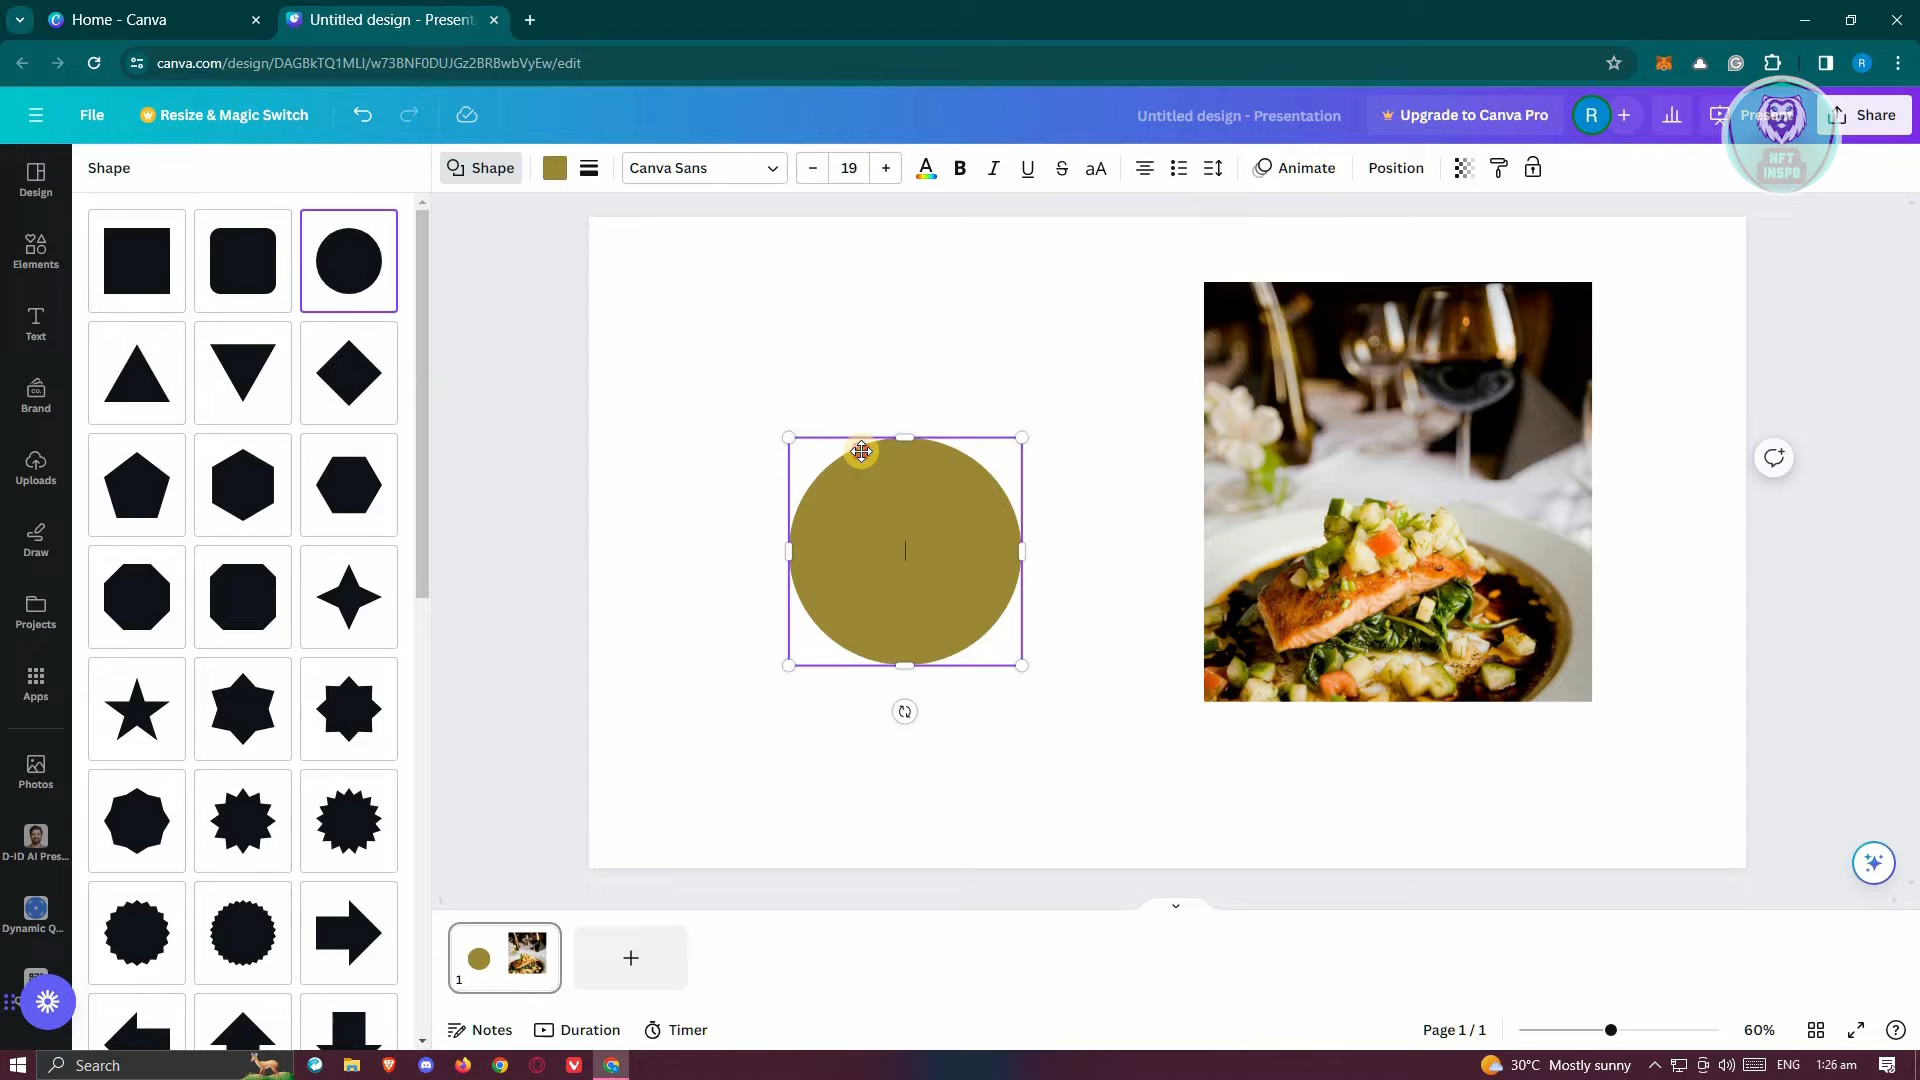 Home - Canva
Untitled design - Present
canva.com/design/DAGBkTQ1MLI/w73BNF0DUJGz2BRBwbVyEw/edit
R
File
Resize & Magic Switch
Untitled design - Presentation
Upgrade to Canva Pro
R
Present
Share
NFT
INSPO
Shape
Shape
Canva Sans
19
A
B
I
U
S
aA
Animate
Position
Design
Elements
Text
Brand
Uploads
Draw
Projects
Apps
Photos
D-ID AI Pres...
Dynamic Q...
1
Notes
Duration
Timer
Page 1 / 1
60%
Search
30°C Mostly sunny
ENG
1:26 am